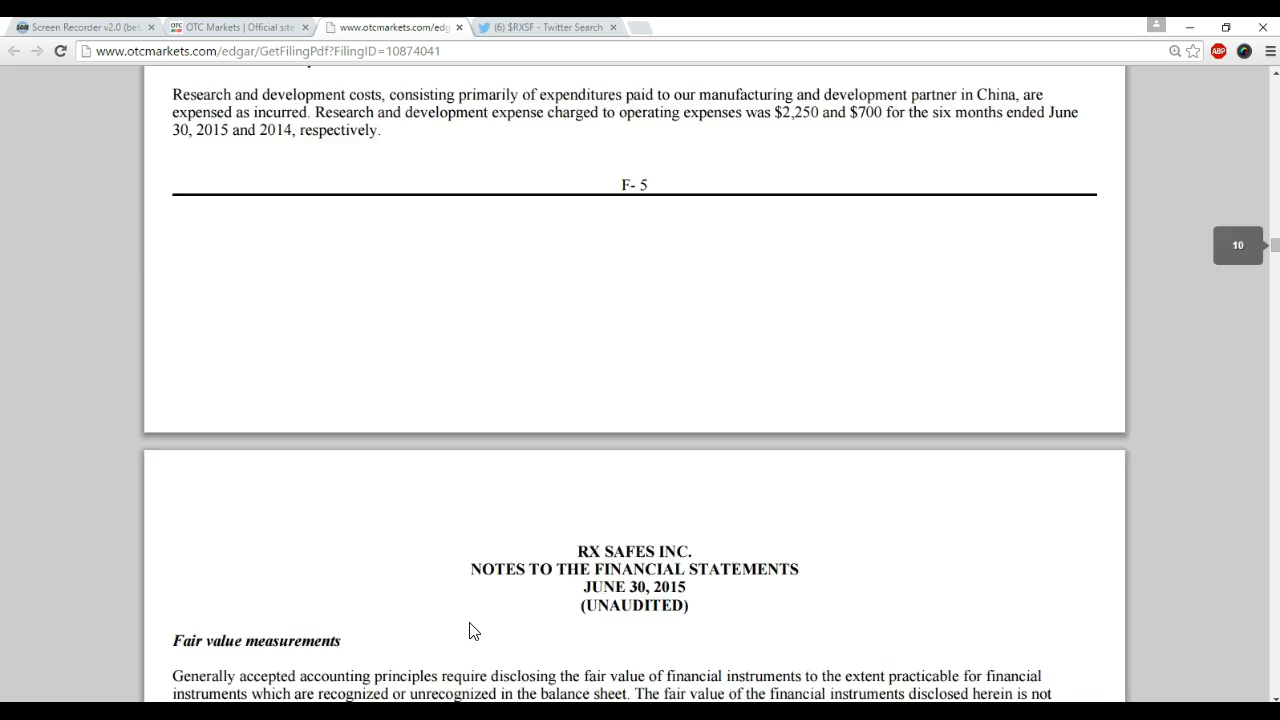 Screen Recorder v2.0 (bet
OTC Markets | Official site
www.otcmarkets.com/edg
(6) $RXSF - Twitter Search
www.otcmarkets.com/edgar/GetFilingPdf?FilingID=10874041
ABP
Research and development costs, consisting primarily of expenditures paid to our manufacturing and development partner in China, are
expensed as incurred. Research and development expense charged to operating expenses was $2,250 and $700 for the six months ended June
30, 2015 and 2014, respectively.
F- 5
10
RX SAFES INC.
NOTES TO THE FINANCIAL STATEMENTS
JUNE 30, 2015
(UNAUDITED)
Fair value measurements
Generally accepted accounting principles require disclosing the fair value of financial instruments to the extent practicable for financial
instruments which are recognized or unrecognized in the balance sheet. The fair value of the financial instruments disclosed herein is not